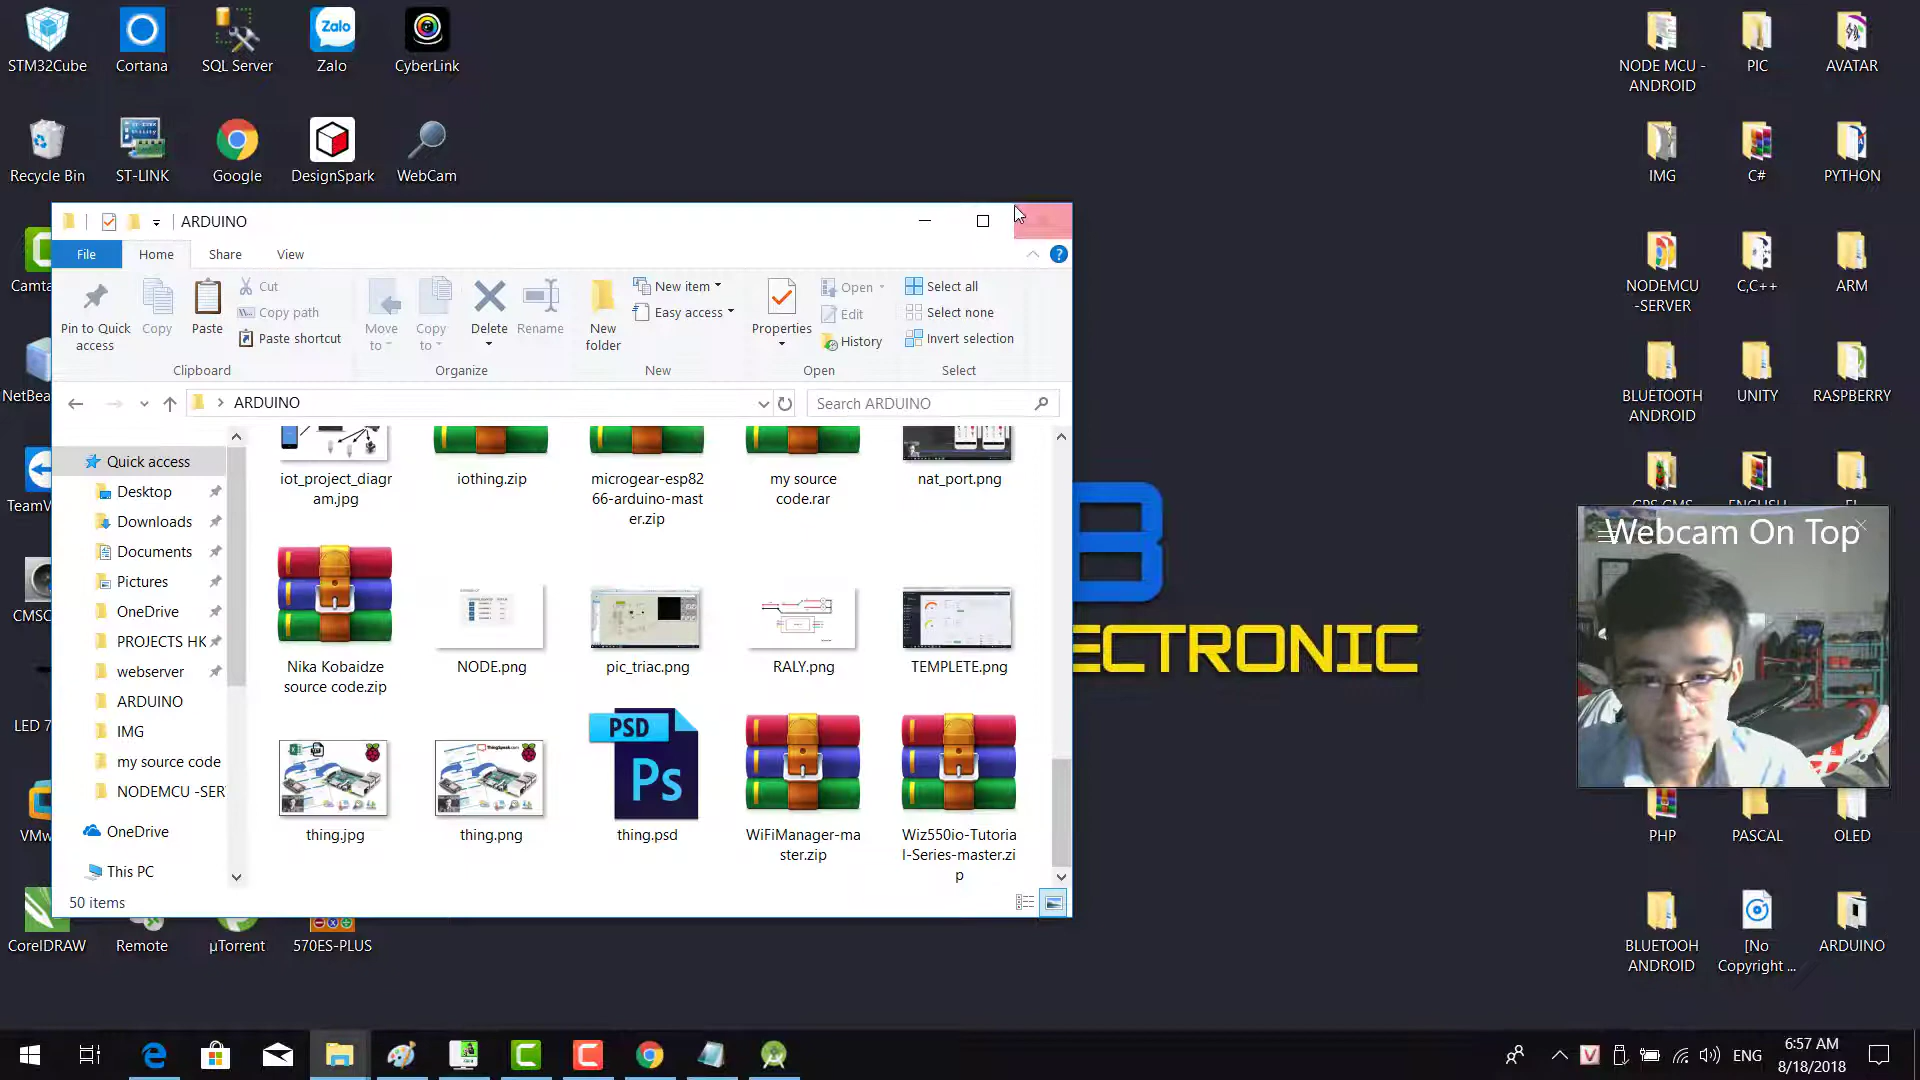 STM32Cube
Cortana
SQL Server
Zalo
CyberLink
NODE MCU -
ANDROID
PIC
AVATAR
Recycle Bin
ST-LINK
Google
DesignSpark
WebCam
IMG
C#
PYTHON
ARDUINO
File
Home
Share
View
Pin to Quick
access
Copy
Paste
Cut
Copy path
Paste shortcut
Move
to
Copy
to
Delete
Rename
New
folder
New item
Easy access
Properties
Open
Edit
History
Select all
Select none
Invert selection
Clipboard
Organize
New
Open
Select
ARDUINO
Search ARDUINO
Quick access
Desktop
Downloads
Documents
Pictures
OneDrive
PROJECTS HK
webserver
ARDUINO
IMG
my source code
NODEMCU -SER
OneDrive
This PC
iot_project_diagr
am.jpg
iothing.zip
microgear-esp82
66-arduino-mast
er.zip
my source
code.rar
nat_port.png
Nika Kobaidze
source code.zip
NODE.png
pic_triac.png
RALY.png
TEMPLETE.png
thing.jpg
thing.png
PSD
Ps
thing.psd
WiFiManager-ma
ster.zip
Wiz550io-Tutoria
l-Series-master.zi
p
50 items
Camta
NetBea
TeamV
CMSC
LED 7
VMw
CorelDRAW
Remote
µTorrent
570ES-PLUS
B
ECTRONIC
NODEMCU
-SERVER
C,C++
ARM
BLUETOOTH
ANDROID
UNITY
RASPBERRY
Webcam On Top
PHP
PASCAL
OLED
BLUETOOH
ANDROID
[No
Copyright ...
ARDUINO
ENG
6:57 AM
8/18/2018